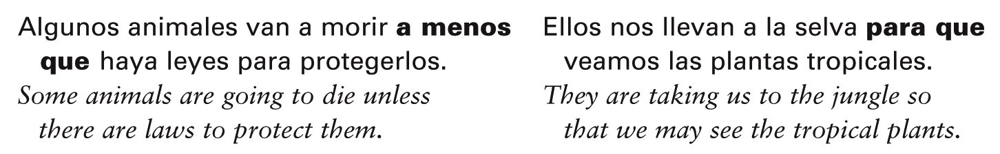 Algunos animales van a morir a menos
que haya leyes para protegerlos.
Some animals are going to die unless
there are laws to protect them.
Ellos nos llevan a la selva para que
veamos las plantas tropicales.
They are taking us to the jungle so
that we may see the tropical plants.